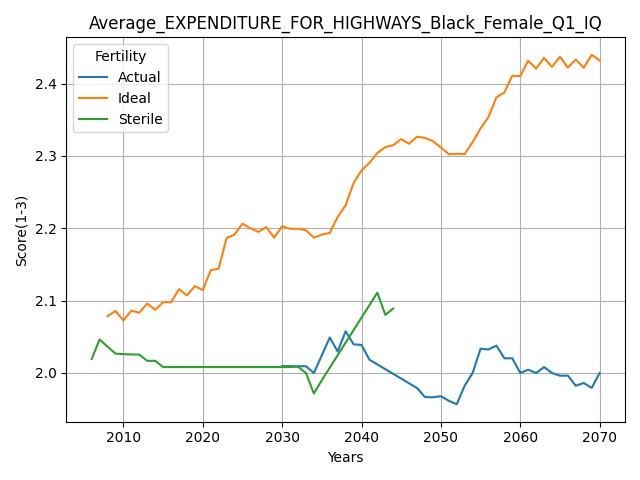 Average_EXPENDITURE_FOR_HIGHWAYS_Black_Female_Q1_IQ
Fertility
Actual
Ideal
Sterile
Score(1-3)
2.4
2.3
2.2
2.1
2.0
2010 2020 2030 2040 2050 2060 2070
Years